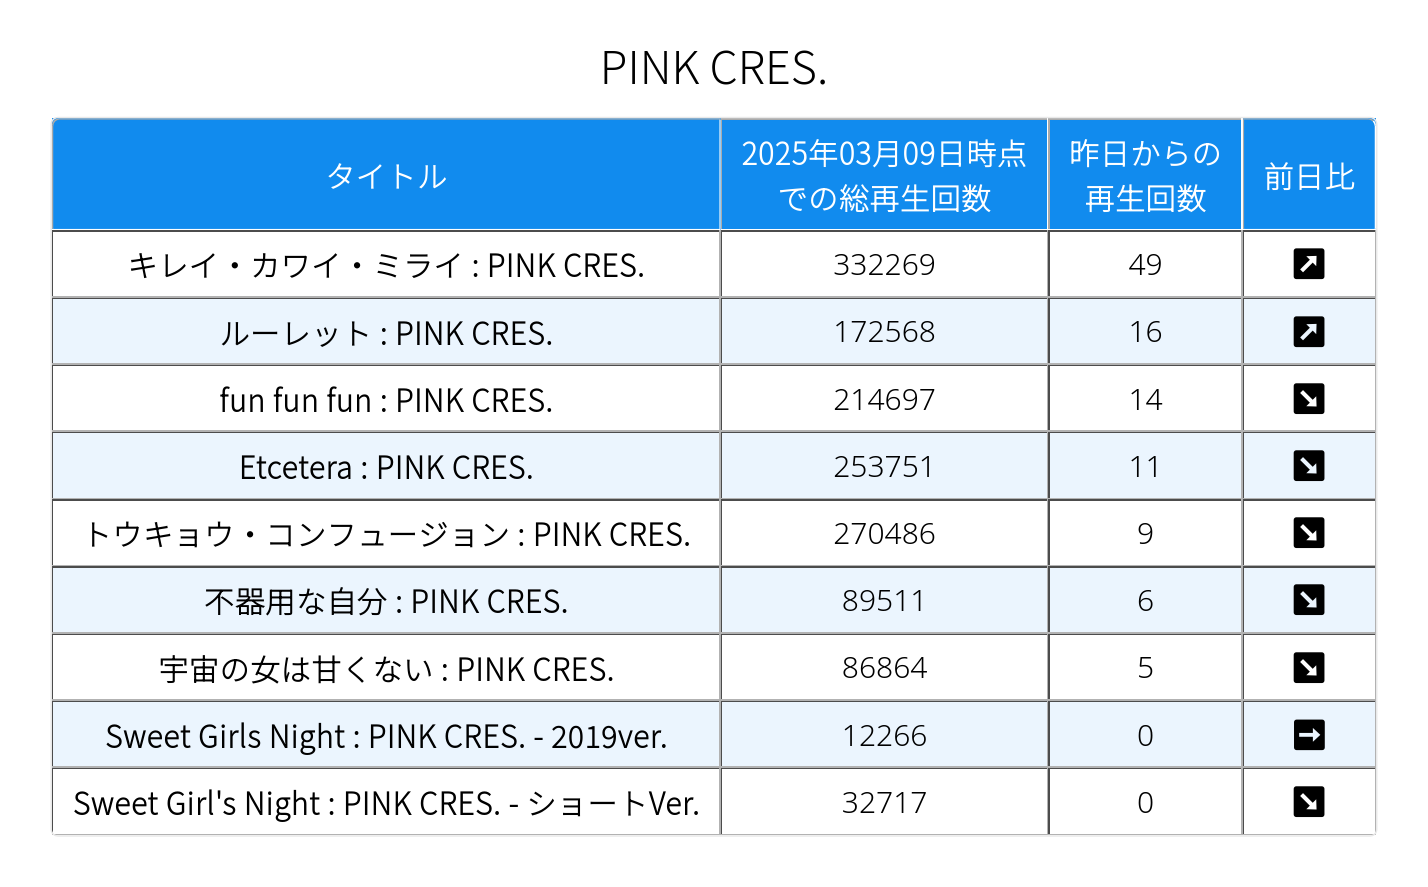 PINK CRES.
タイトル
2025年03月09日時点
での総再生回数
昨日からの
再生回数
前日比
キレイ・カワイ・ミライ : PINK CRES. 332269 49
ルーレット : PINK CRES. 172568 16
fun fun fun : PINK CRES. 214697 14
Etcetera : PINK CRES. 253751 11
トウキョウ・コンフュージョン : PINK CRES. 270486 9
不器用な自分 : PINK CRES. 89511 6
宇宙の女は甘くない : PINK CRES. 86864 5
Sweet Girls Night : PINK CRES. - 2019ver. 12266 0
Sweet Girl's Night : PINK CRES. - ショートVer. 32717 0